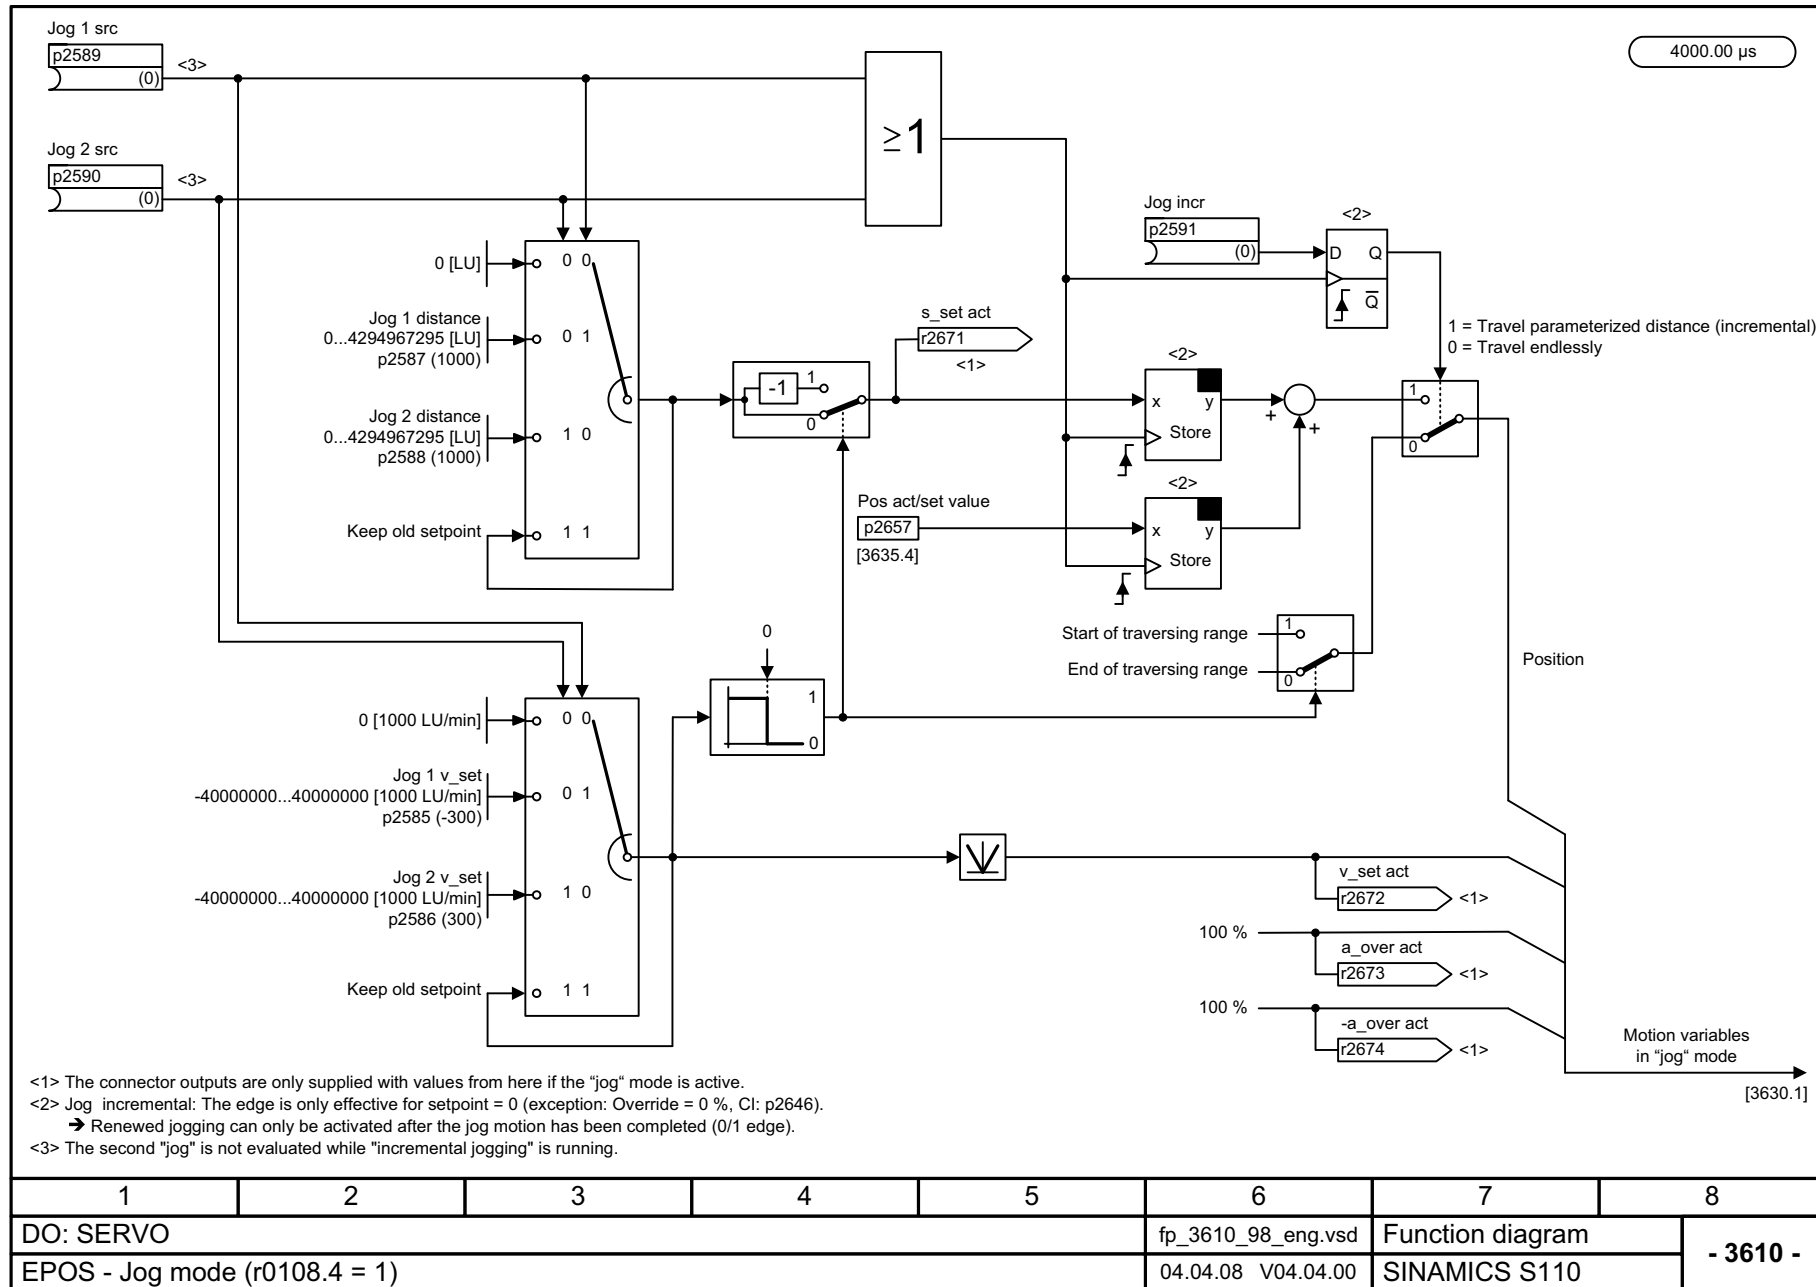 Jog 1 src
p2589
(0)
<3>
4000.00 µs
Jog 2 src
p2590
(0)
<3>
≥1
Jog incr
p2591
(0)
<2>
D Q
Q̅
0 [LU]
0 0
Jog 1 distance
0...4294967295 [LU]
p2587 (1000)
0 1
Jog 2 distance
0...4294967295 [LU]
p2588 (1000)
1 0
Keep old setpoint
1 1
-1
1
0
s_set act
r2671
<1>
1 = Travel parameterized distance (incremental)
0 = Travel endlessly
<2>
x y
Store
+
+
1
0
Pos act/set value
p2657
[3635.4]
<2>
x y
Store
Start of traversing range
End of traversing range
1
0
Position
0
1
0
0 [1000 LU/min]
0 0
Jog 1 v_set
-40000000...40000000 [1000 LU/min]
p2585 (-300)
0 1
Jog 2 v_set
-40000000...40000000 [1000 LU/min]
p2586 (300)
1 0
Keep old setpoint
1 1
v_set act
r2672
<1>
100 %
a_over act
r2673
<1>
100 %
-a_over act
r2674
<1>
Motion variables
in “jog“ mode
[3630.1]
<1> The connector outputs are only supplied with values from here if the “jog“ mode is active.
<2> Jog incremental: The edge is only effective for setpoint = 0 (exception: Override = 0 %, CI: p2646).
➔ Renewed jogging can only be activated after the jog motion has been completed (0/1 edge).
<3> The second "jog" is not evaluated while "incremental jogging" is running.
1 2 3 4 5 6 7 8
DO: SERVO
fp_3610_98_eng.vsd
Function diagram
- 3610 -
EPOS - Jog mode (r0108.4 = 1)
04.04.08 V04.04.00
SINAMICS S110